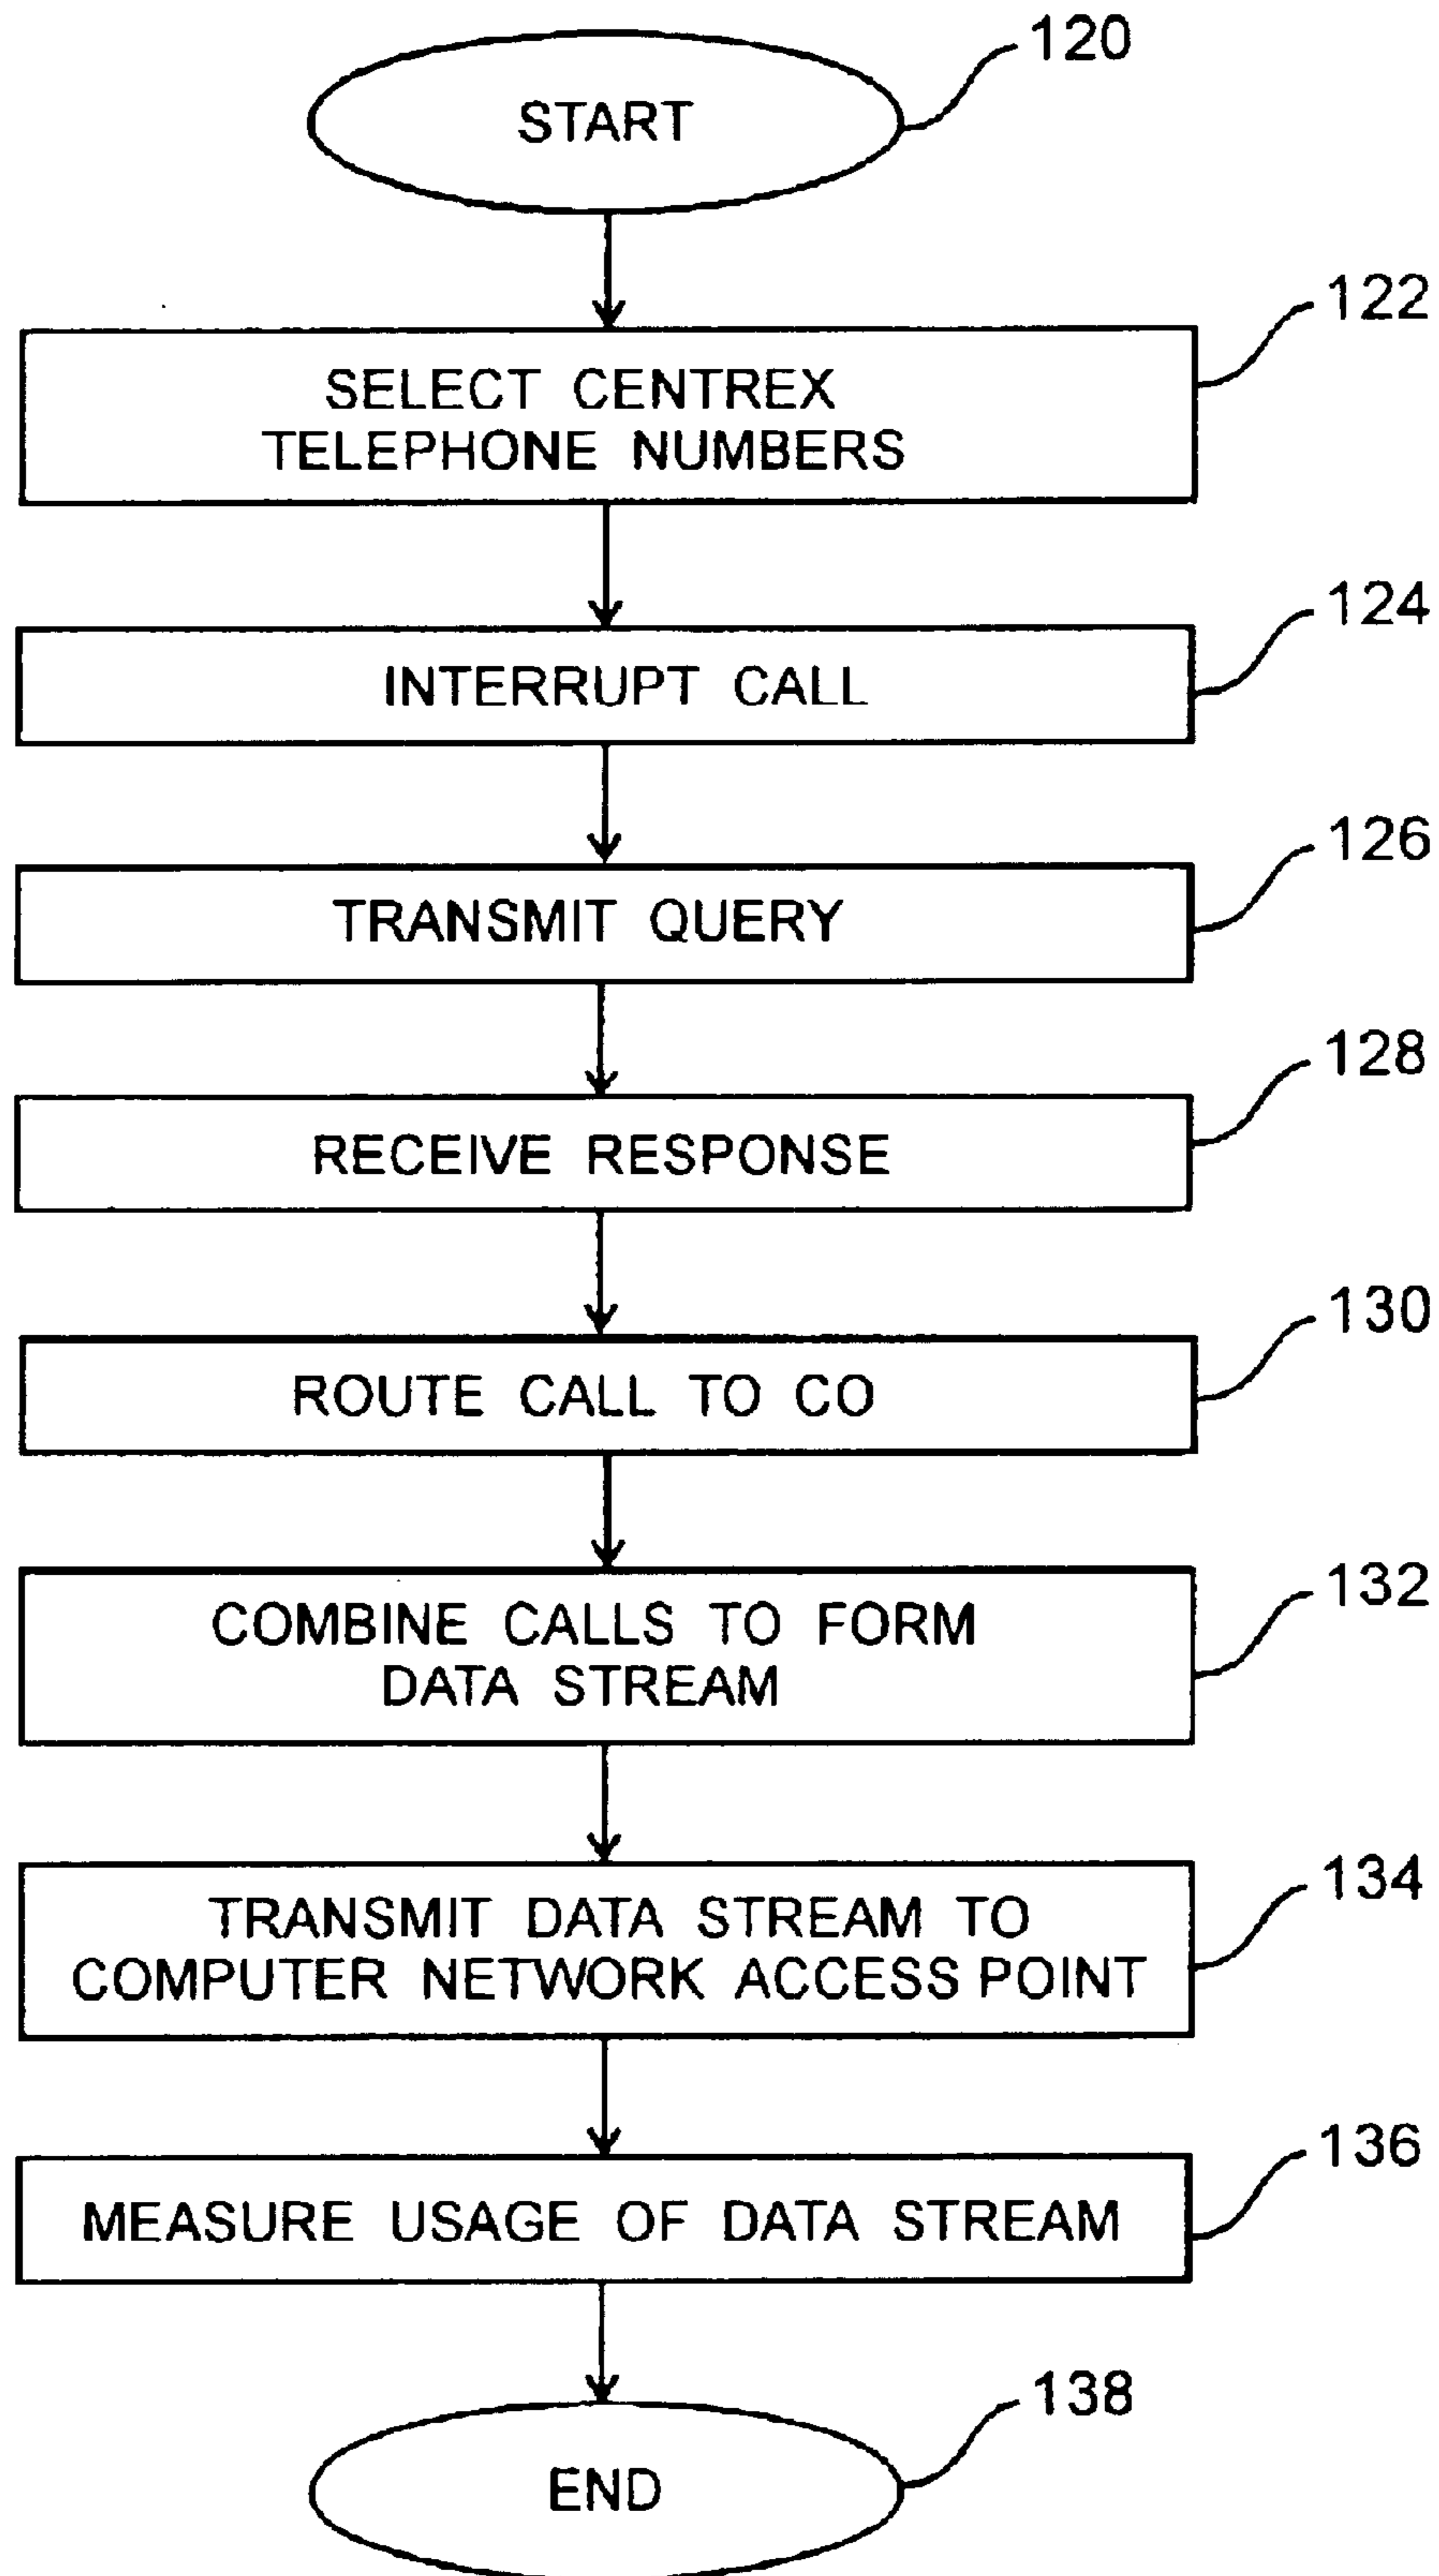 120
START
122
SELECT CENTREX
TELEPHONE NUMBERS
124
INTERRUPT CALL
126
TRANSMIT QUERY
128
RECEIVE RESPONSE
130
ROUTE CALL TO CO
132
COMBINE CALLS TO FORM
DATA STREAM
134
TRANSMIT DATA STREAM TO
COMPUTER NETWORK ACCESS POINT
136
MEASURE USAGE OF DATA STREAM
138
END